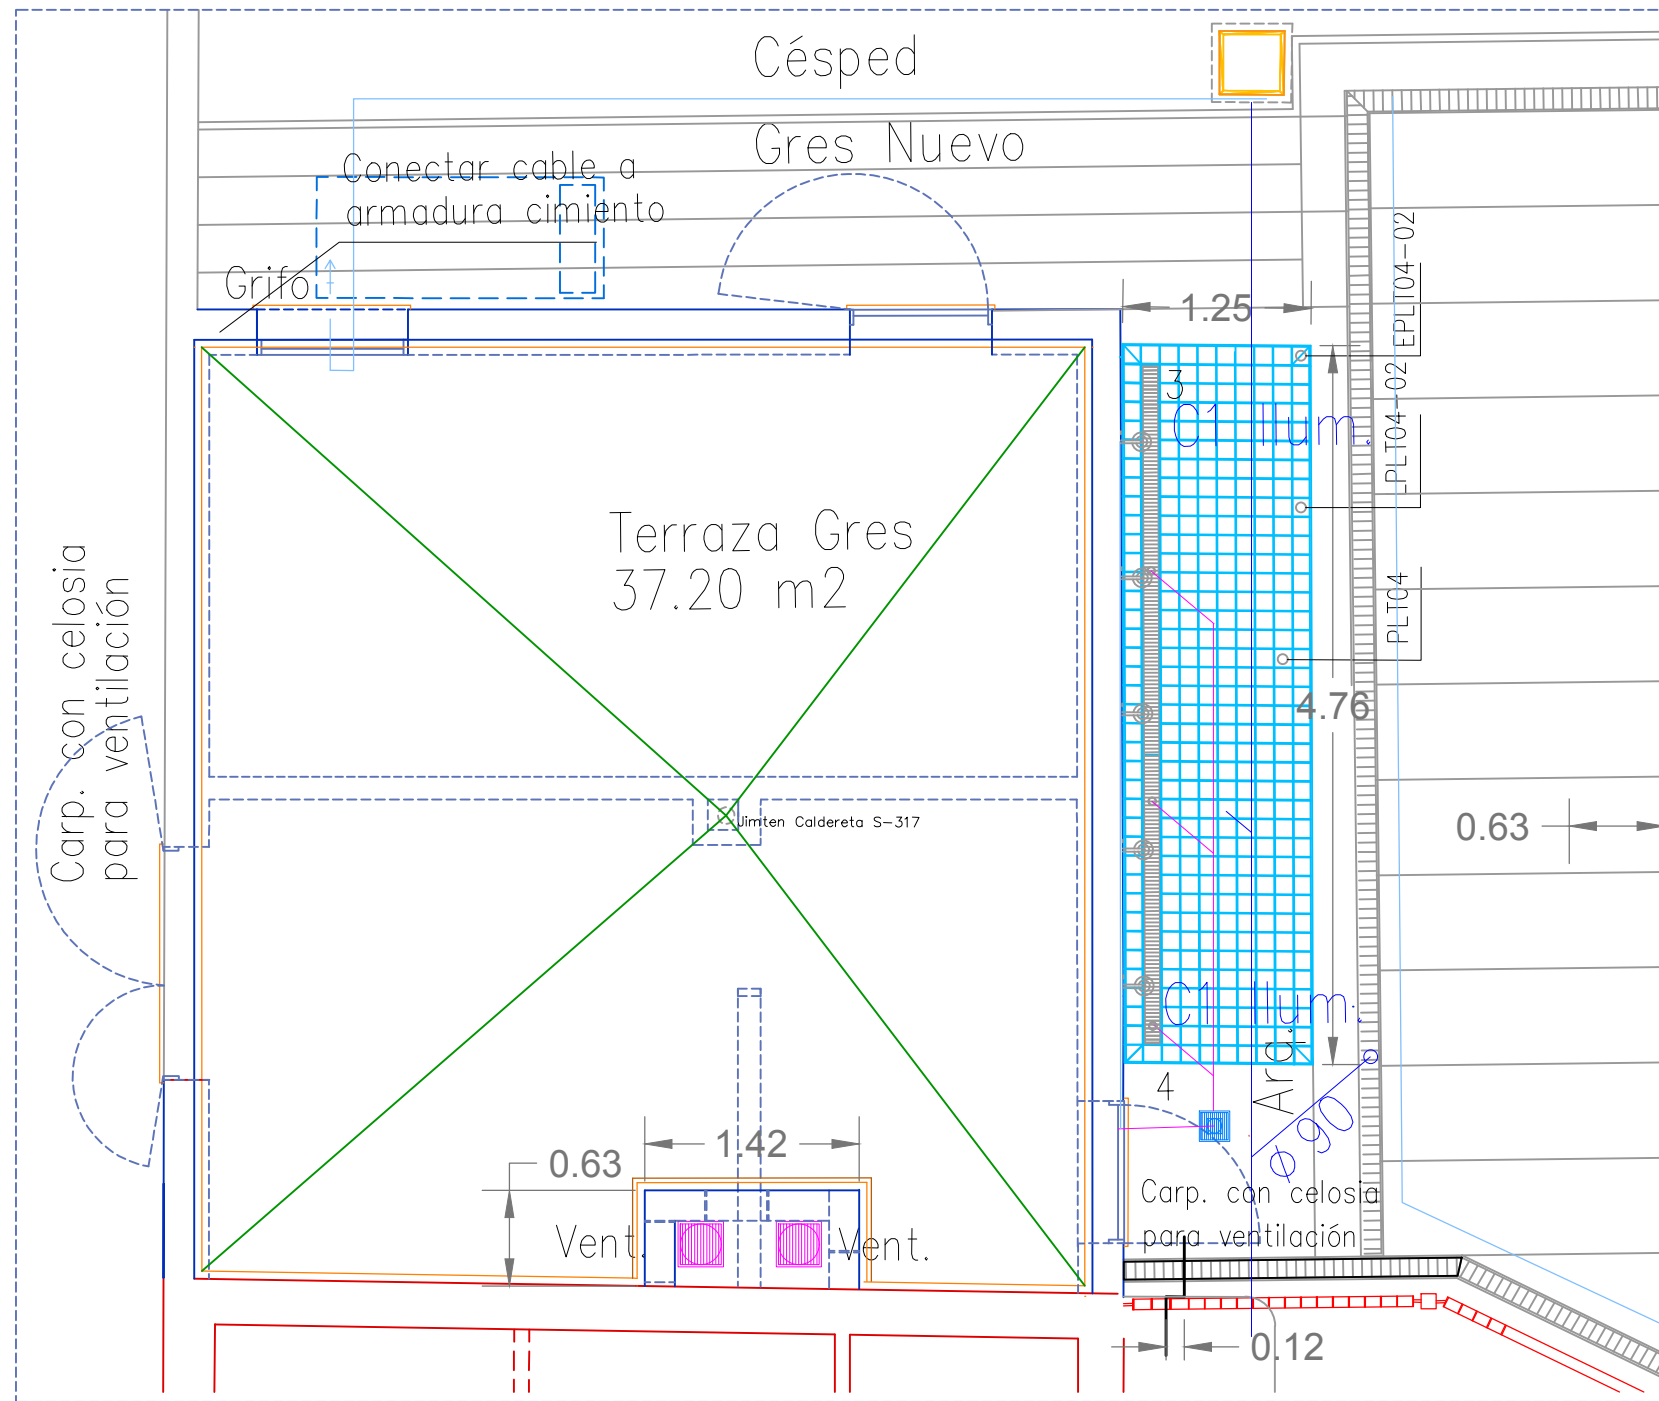 Césped
Gres Nuevo
Conectar cable a
armadura cimiento
Grifo
1.25
EPLT04-02
3
C1 Ilum.
PLT04-02
Terraza Gres
37.20 m2
Carp. con celosia
para ventilación
PLT04
4.76
Jimten Caldereta S-317
0.63
C1 Ilum.
Arq.
4
Ø 90
1.42
0.63
Carp. con celosia
para ventilación
Vent.
Vent.
0.12